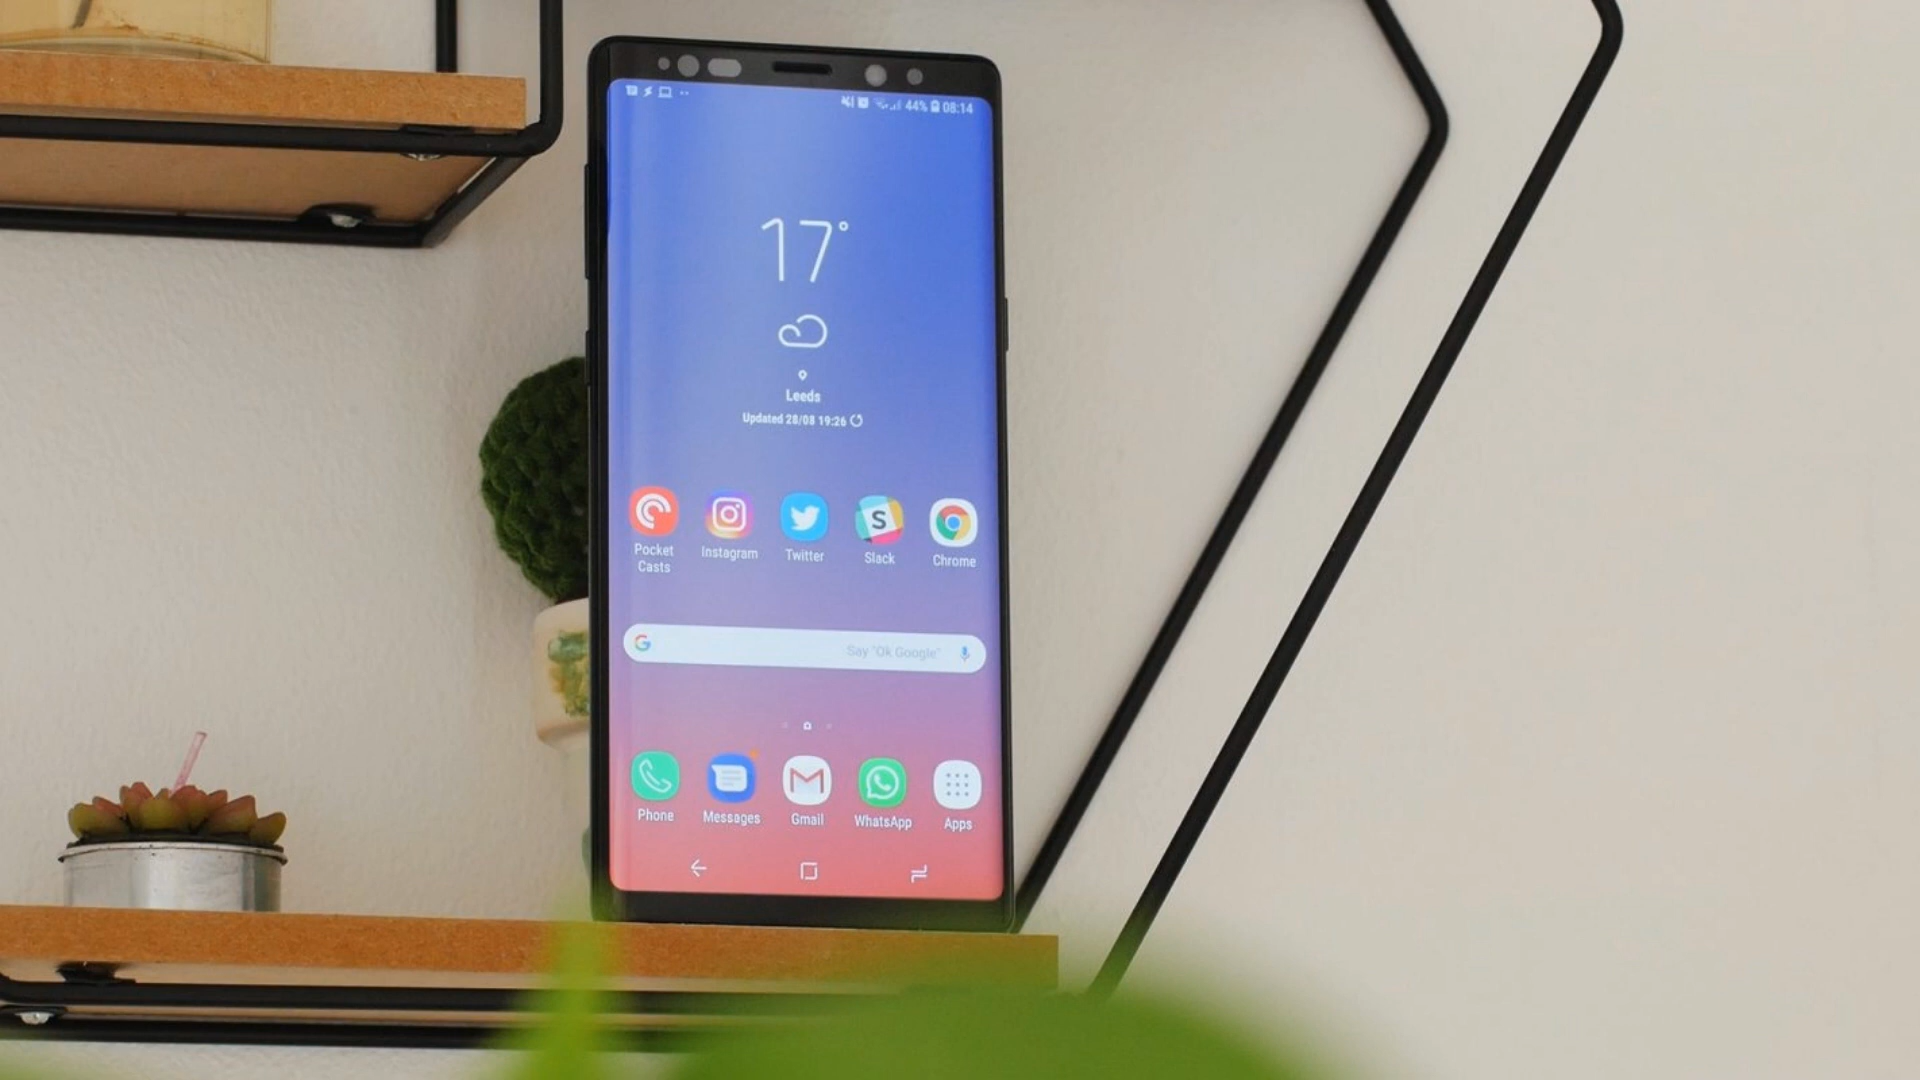 44% 08:14
17°
Leeds
Updated 28/08 19:26
Pocket Casts
Instagram
Twitter
Slack
Chrome
Say "Ok Google"
Phone
Messages
Gmail
WhatsApp
Apps